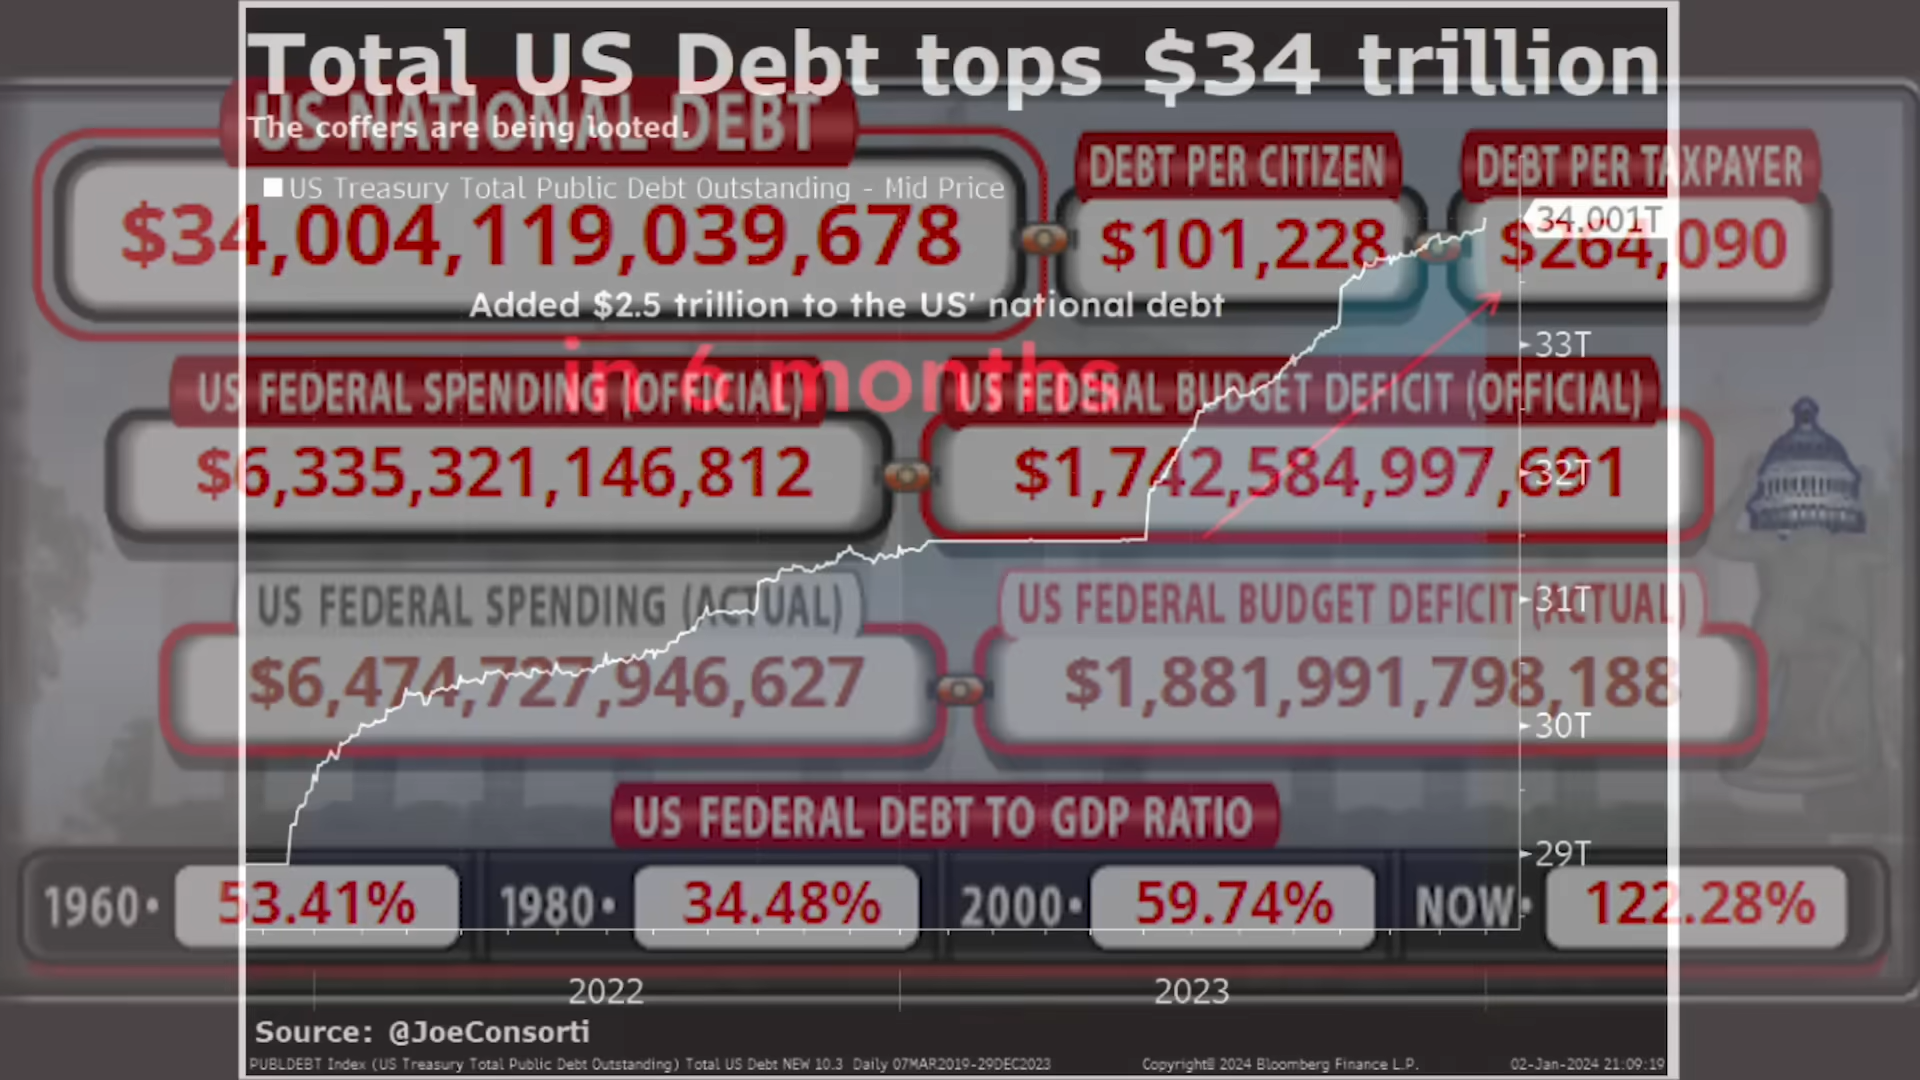 Total US Debt tops $34 trillion
US NATIONAL DEBT
The coffers are being looted.
DEBT PER CITIZEN
DEBT PER TAXPAYER
US Treasury Total Public Debt Outstanding - Mid Price
$34,004,119,039,678
$101,228
$264,090
34.001T
Added $2.5 trillion to the US' national debt
in 6 months
33T
US FEDERAL SPENDING (OFFICIAL)
US FEDERAL BUDGET DEFICIT (OFFICIAL)
$6,335,321,146,812
$1,742,584,997,691
32T
US FEDERAL SPENDING (ACTUAL)
US FEDERAL BUDGET DEFICIT (ACTUAL)
31T
$6,474,727,946,627
$1,881,991,798,188
30T
US FEDERAL DEBT TO GDP RATIO
29T
1960• 53.41% 1980• 34.48% 2000• 59.74% NOW• 122.28%
2022 2023
Source: @JoeConsorti
PUBLDEBT Index (US Treasury Total Public Debt Outstanding) Total US Debt NEW 10.3 Daily 07MAR2019-29DEC2023 Copyright© 2024 Bloomberg Finance L.P. 02-Jan-2024 21:09:19